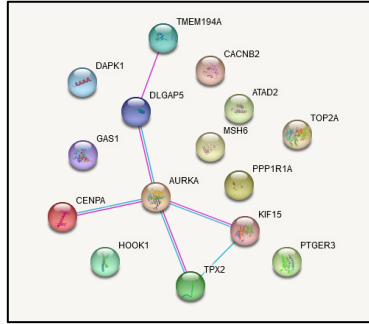 TMEM194A
CACNB2
DAPK1
DLGAP5
ATAD2
TOP2A
GAS1
MSH6
AURKA
PPP1R1A
CENPA
KIF15
HOOK1
PTGER3
TPX2